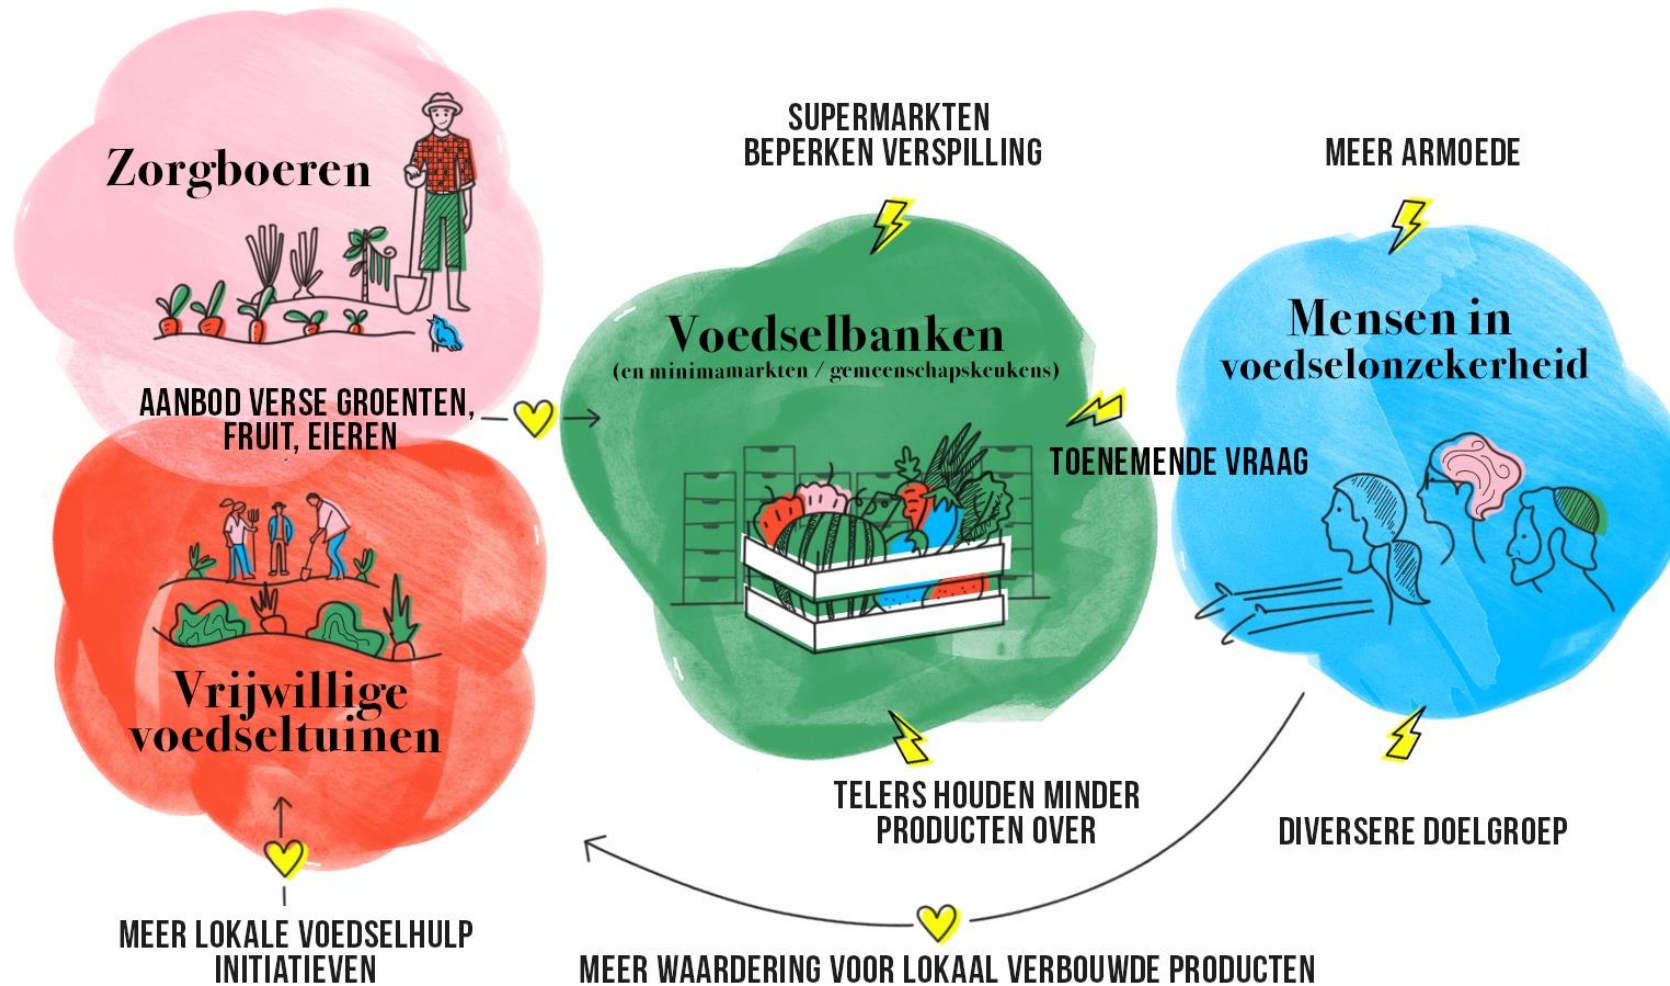 Zorgboeren
AANBOD VERSE GROENTEN,
FRUIT, EIEREN
Vrijwillige
voedseltuinen
MEER LOKALE VOEDSELHULP
INITIATIEVEN
SUPERMARKTEN
BEPERKEN VERSPILLING
Voedselbanken
(en minimamarkten / gemeenschapskeukens)
TOENEMENDE VRAAG
TELERS HOUDEN MINDER
PRODUCTEN OVER
MEER ARMOEDE
Mensen in
voedselonzekerheid
DIVERSERE DOELGROEP
MEER WAARDERING VOOR LOKAAL VERBOUWDE PRODUCTEN